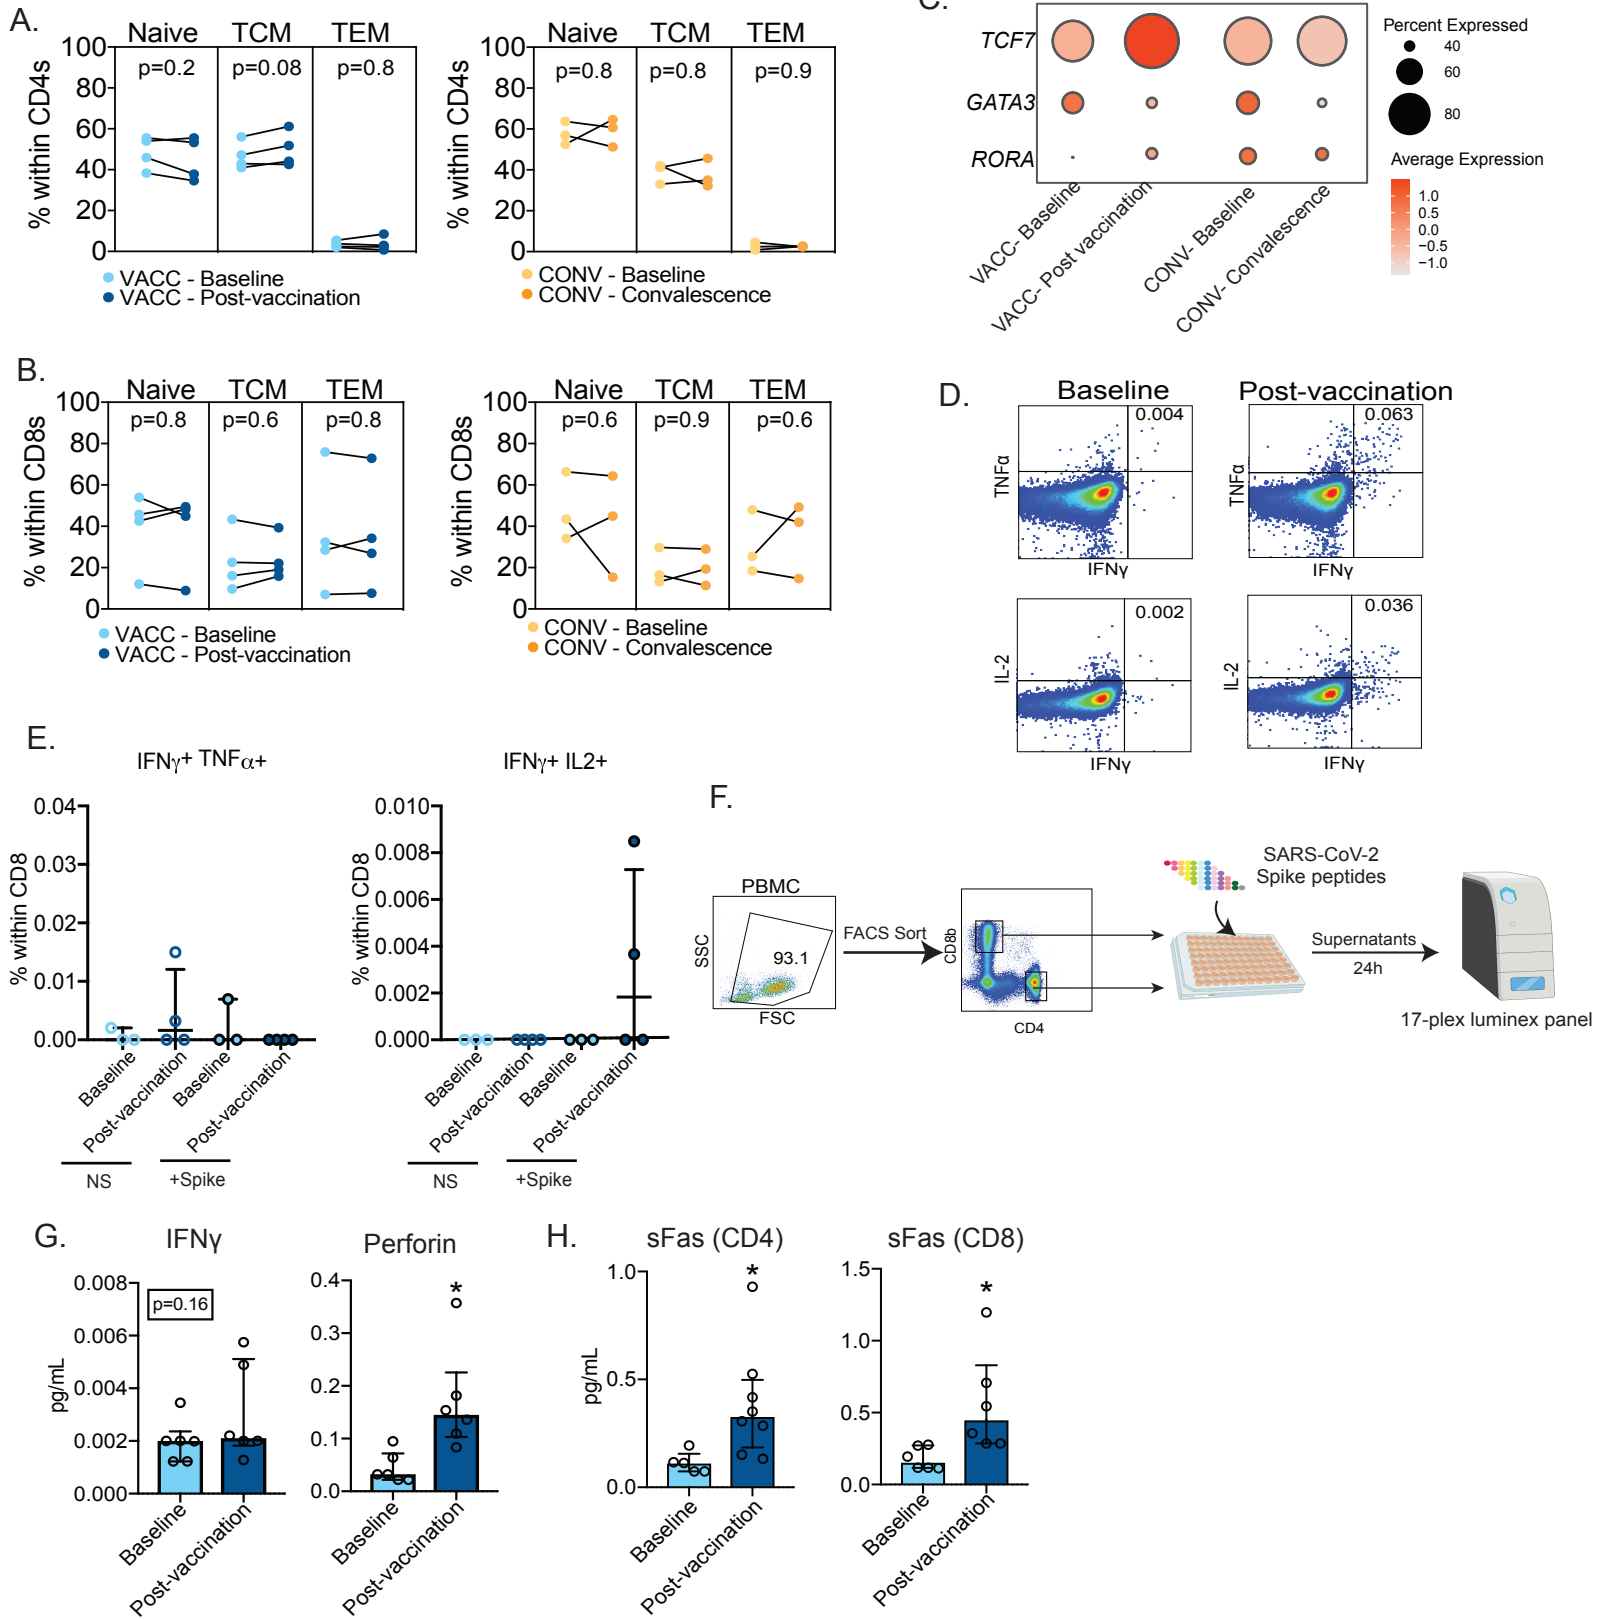 A.
Naive TCM TEM
% within CD4s
100
80
60
40
20
0
p=0.2 p=0.08 p=0.8
VACC - Baseline
VACC - Post-vaccination
Naive TCM TEM
% within CD4s
100
80
60
40
20
0
p=0.8 p=0.8 p=0.9
CONV - Baseline
CONV - Convalescence
C.
TCF7
GATA3
RORA
VACC- Baseline
VACC- Post vaccination
CONV- Baseline
CONV- Convalescence
Percent Expressed
40
60
80
Average Expression
1.0
0.5
0.0
−0.5
−1.0
B.
Naive TCM TEM
% within CD8s
100
80
60
40
20
0
p=0.8 p=0.6 p=0.8
VACC - Baseline
VACC - Post-vaccination
Naive TCM TEM
% within CD8s
100
80
60
40
20
0
p=0.6 p=0.9 p=0.6
CONV - Baseline
CONV - Convalescence
D.
Baseline Post-vaccination
0.004
TNFα
IFNγ
0.063
TNFα
IFNγ
0.002
IL-2
IFNγ
0.036
IL-2
IFNγ
E.
IFNγ+ TNFα+
% within CD8
0.04
0.03
0.02
0.01
0.00
Baseline
Post-vaccination
Baseline
Post-vaccination
NS
+Spike
IFNγ+ IL2+
% within CD8
0.010
0.008
0.006
0.004
0.002
0.000
Baseline
Post-vaccination
Baseline
Post-vaccination
NS
+Spike
F.
PBMC
SSC
93.1
FSC
FACS Sort
CD8b
CD4
SARS-CoV-2
Spike peptides
Supernatants
24h
17-plex luminex panel
G.
IFNγ
pg/mL
0.008
0.006
0.004
0.002
0.000
p=0.16
Baseline
Post-vaccination
Perforin
0.4
0.3
0.2
0.1
0.0
*
Baseline
Post-vaccination
H.
sFas (CD4)
pg/mL
1.0
0.5
0.0
*
Baseline
Post-vaccination
sFas (CD8)
1.5
1.0
0.5
0.0
*
Baseline
Post-vaccination